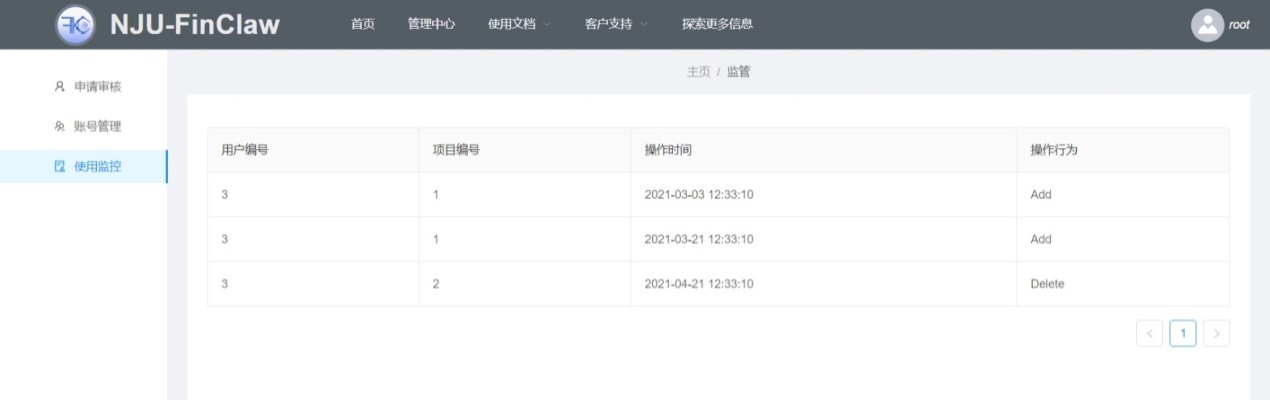 NJU-FinClaw 首页 管理中心 使用文档 客户支持 探索更多信息 root
申请审核
账号管理
使用监控
主页 / 监管
用户编号 项目编号 操作时间 操作行为
3 1 2021-03-03 12:33:10 Add
3 1 2021-03-21 12:33:10 Add
3 2 2021-04-21 12:33:10 Delete
< 1 >